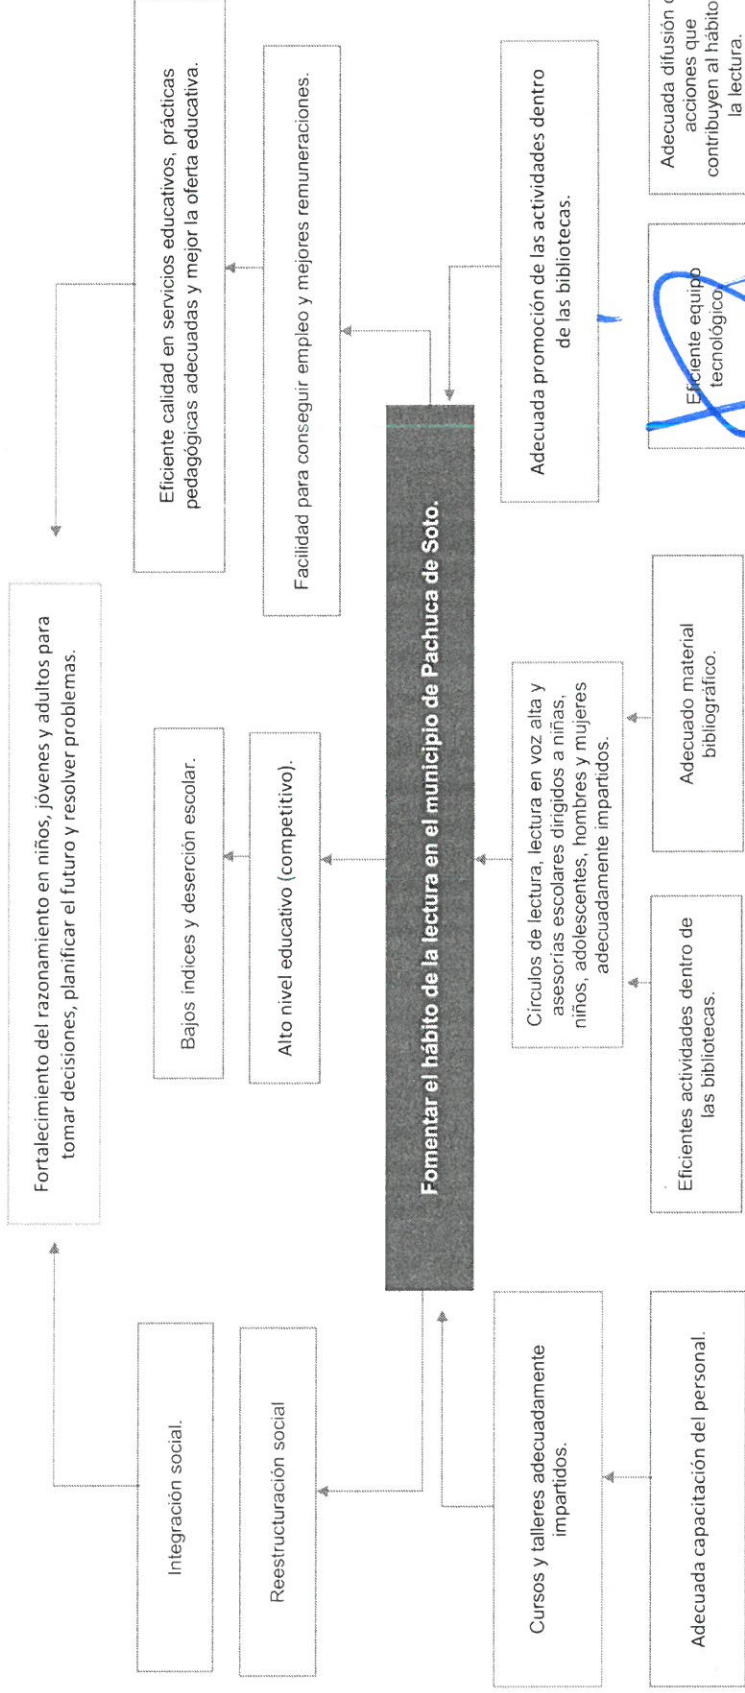 Fortalecimiento del razonamiento en niños, jóvenes y adultos para
tomar decisiones, planificar el futuro y resolver problemas.
Integración social.
Bajos índices y deserción escolar.
Eficiente calidad en servicios educativos, prácticas
pedagógicas adecuadas y mejor la oferta educativa.
Reestructuración social
Alto nivel educativo (competitivo).
Facilidad para conseguir empleo y mejores remuneraciones.
Fomentar el hábito de la lectura en el municipio de Pachuca de Soto.
Cursos y talleres adecuadamente
impartidos.
Círculos de lectura, lectura en voz alta y
asesorías escolares dirigidos a niñas,
niños, adolescentes, hombres y mujeres
adecuadamente impartidos.
Adecuada promoción de las actividades dentro
de las bibliotecas.
Adecuada capacitación del personal.
Eficientes actividades dentro de
las bibliotecas.
Adecuado material
bibliográfico.
Eficiente equipo
tecnológico.
Adecuada difusión
acciones que
contribuyen al hábito
la lectura.